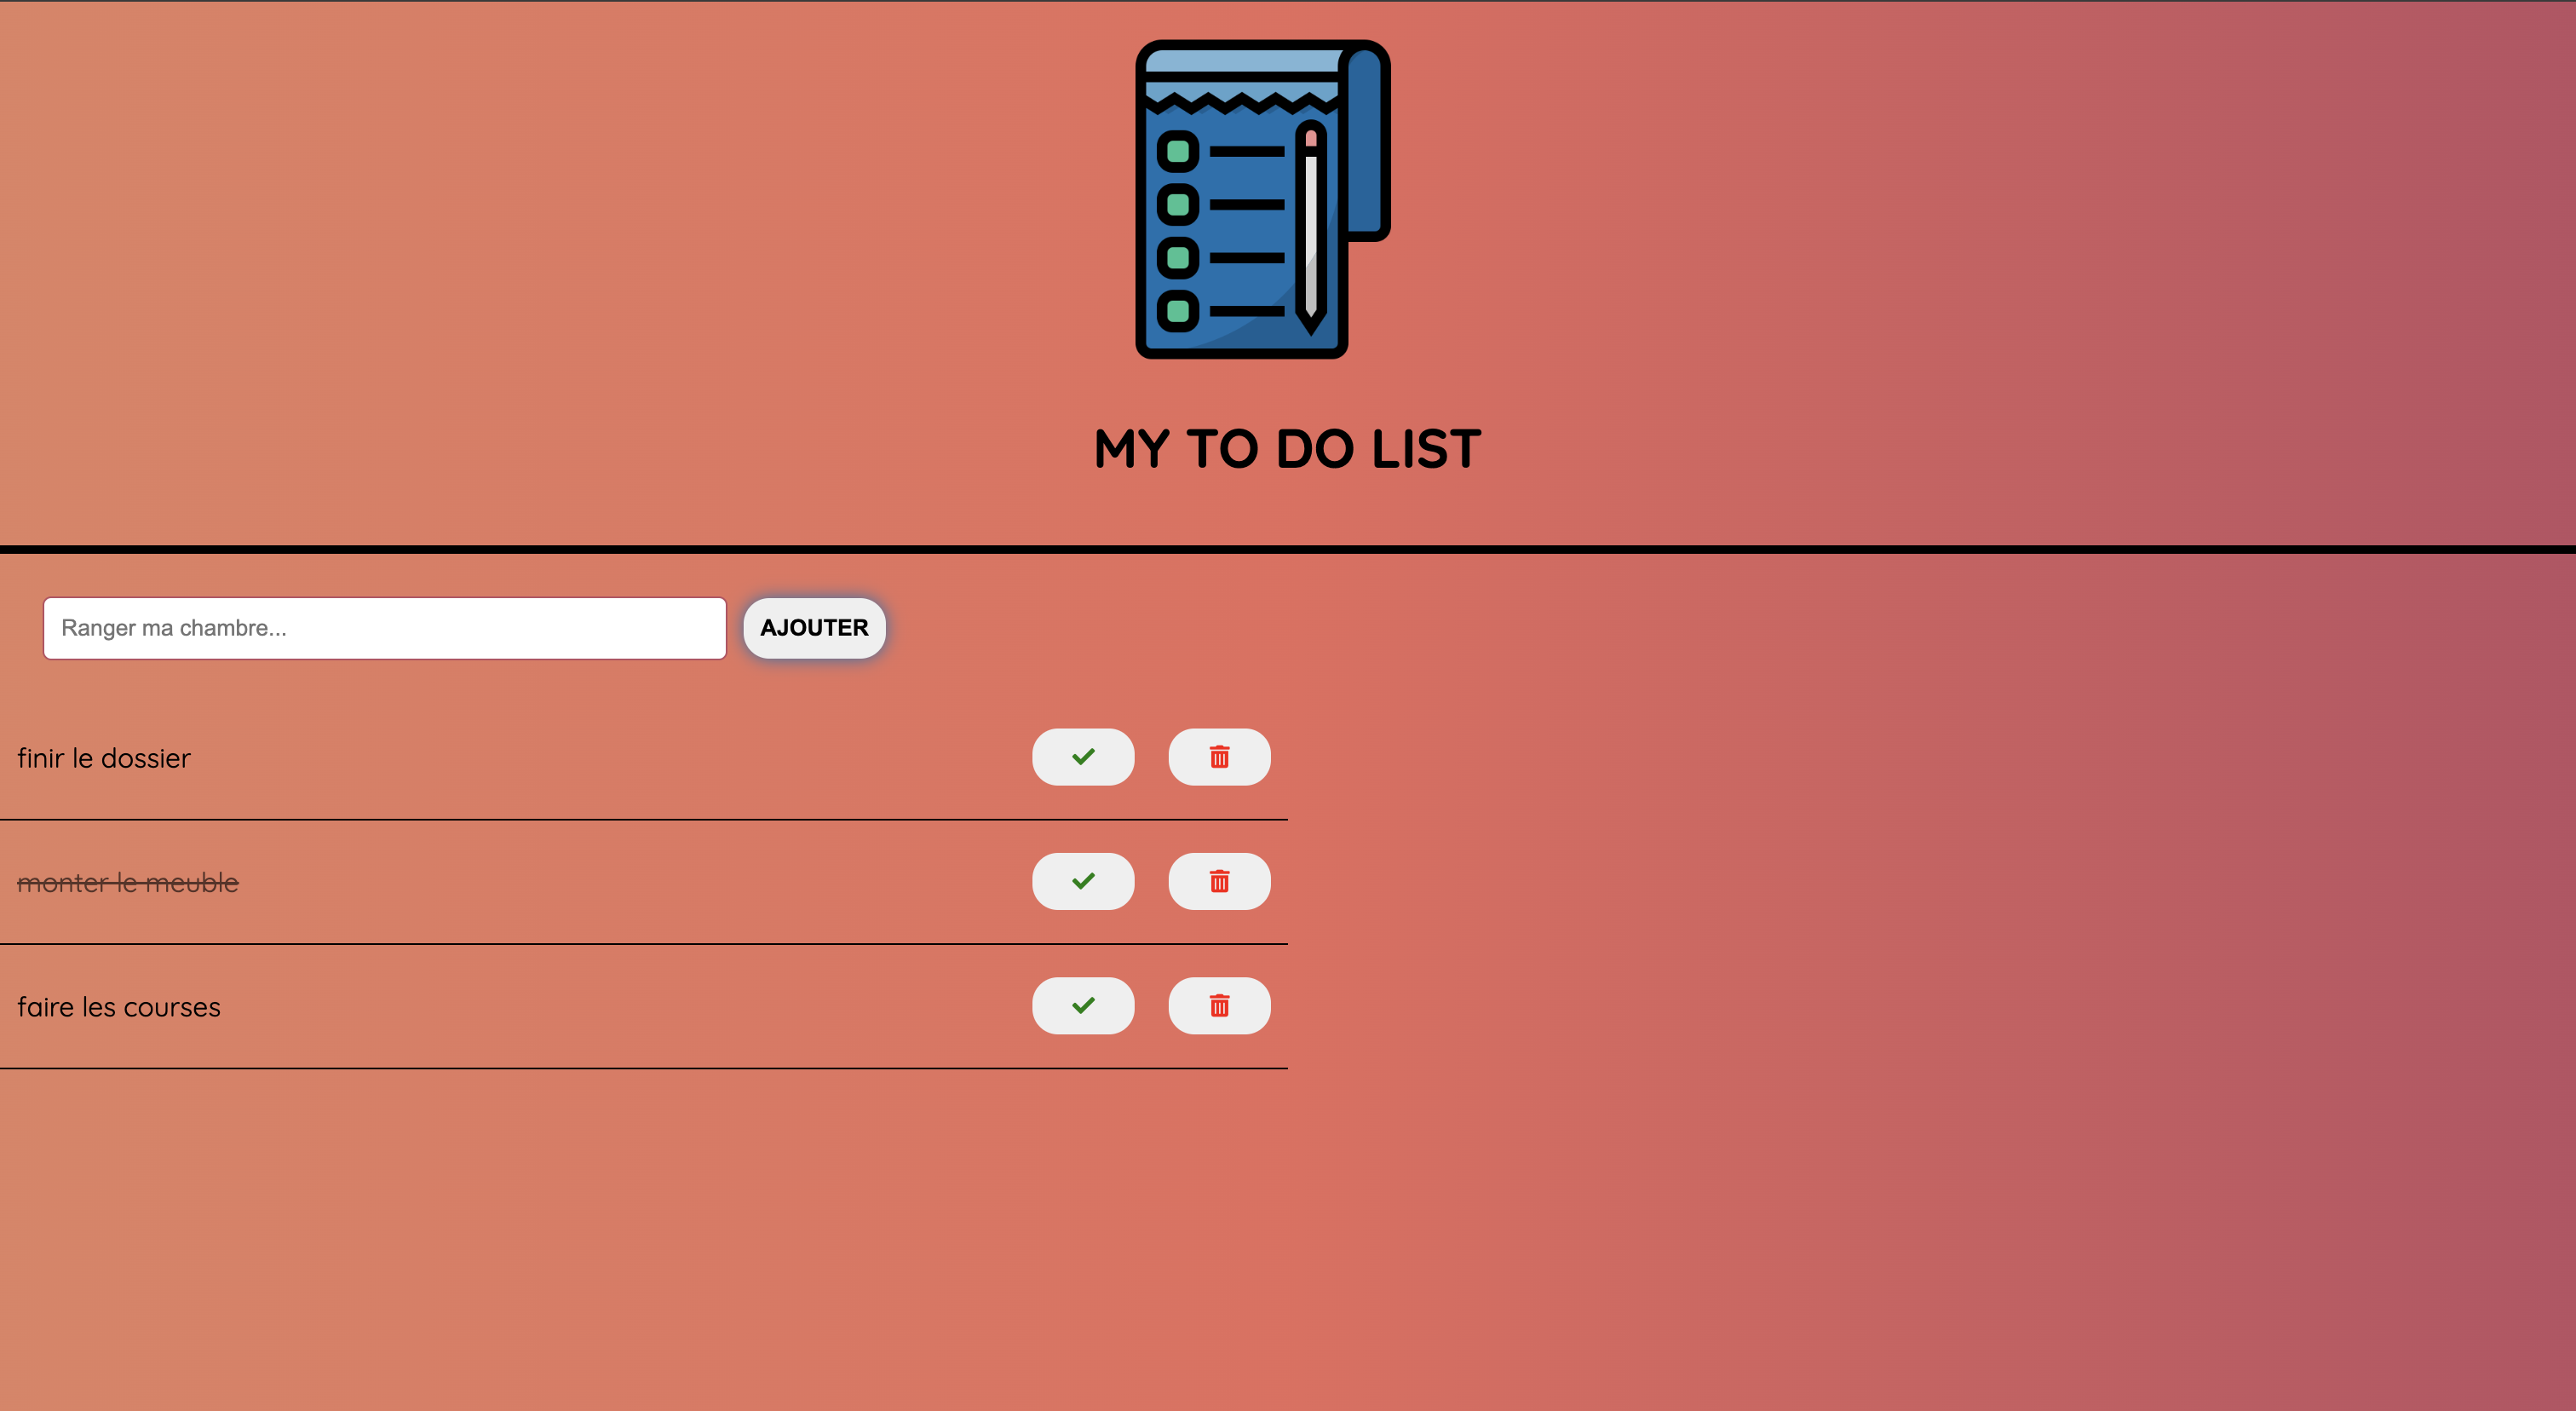 MY TO DO LIST
Ranger ma chambre...
AJOUTER
finir le dossier
monter le meuble
faire les courses